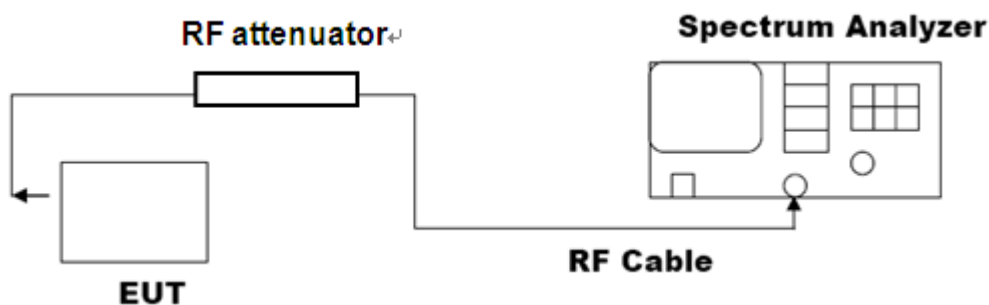 RF attenuator↵
Spectrum Analyzer
RF Cable
EUT